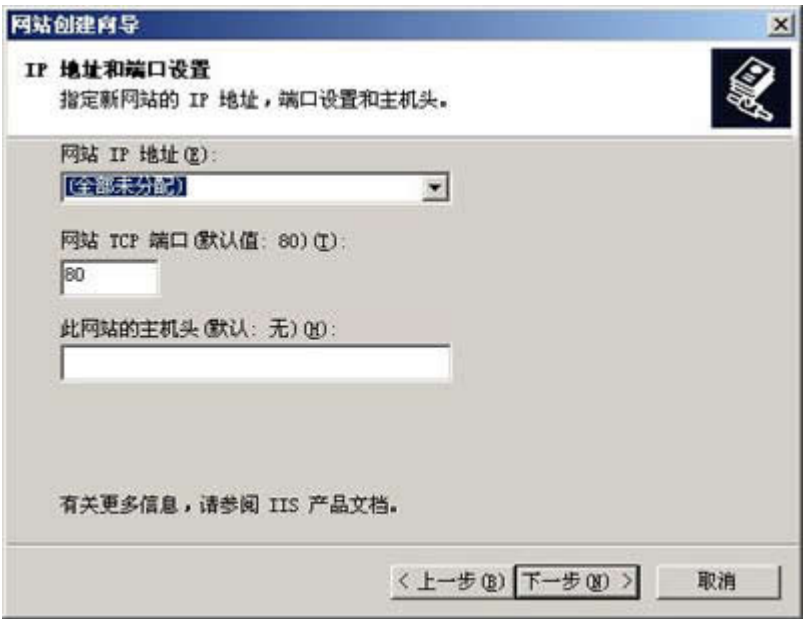 网站创建向导
IP 地址和端口设置
指定新网站的 IP 地址，端口设置和主机头。
网站 IP 地址(E):
(全部未分配)
网站 TCP 端口(默认值: 80)(T):
80
此网站的主机头(默认: 无)(H):
有关更多信息，请参阅 IIS 产品文档。
< 上一步(B) 下一步(N) > 取消